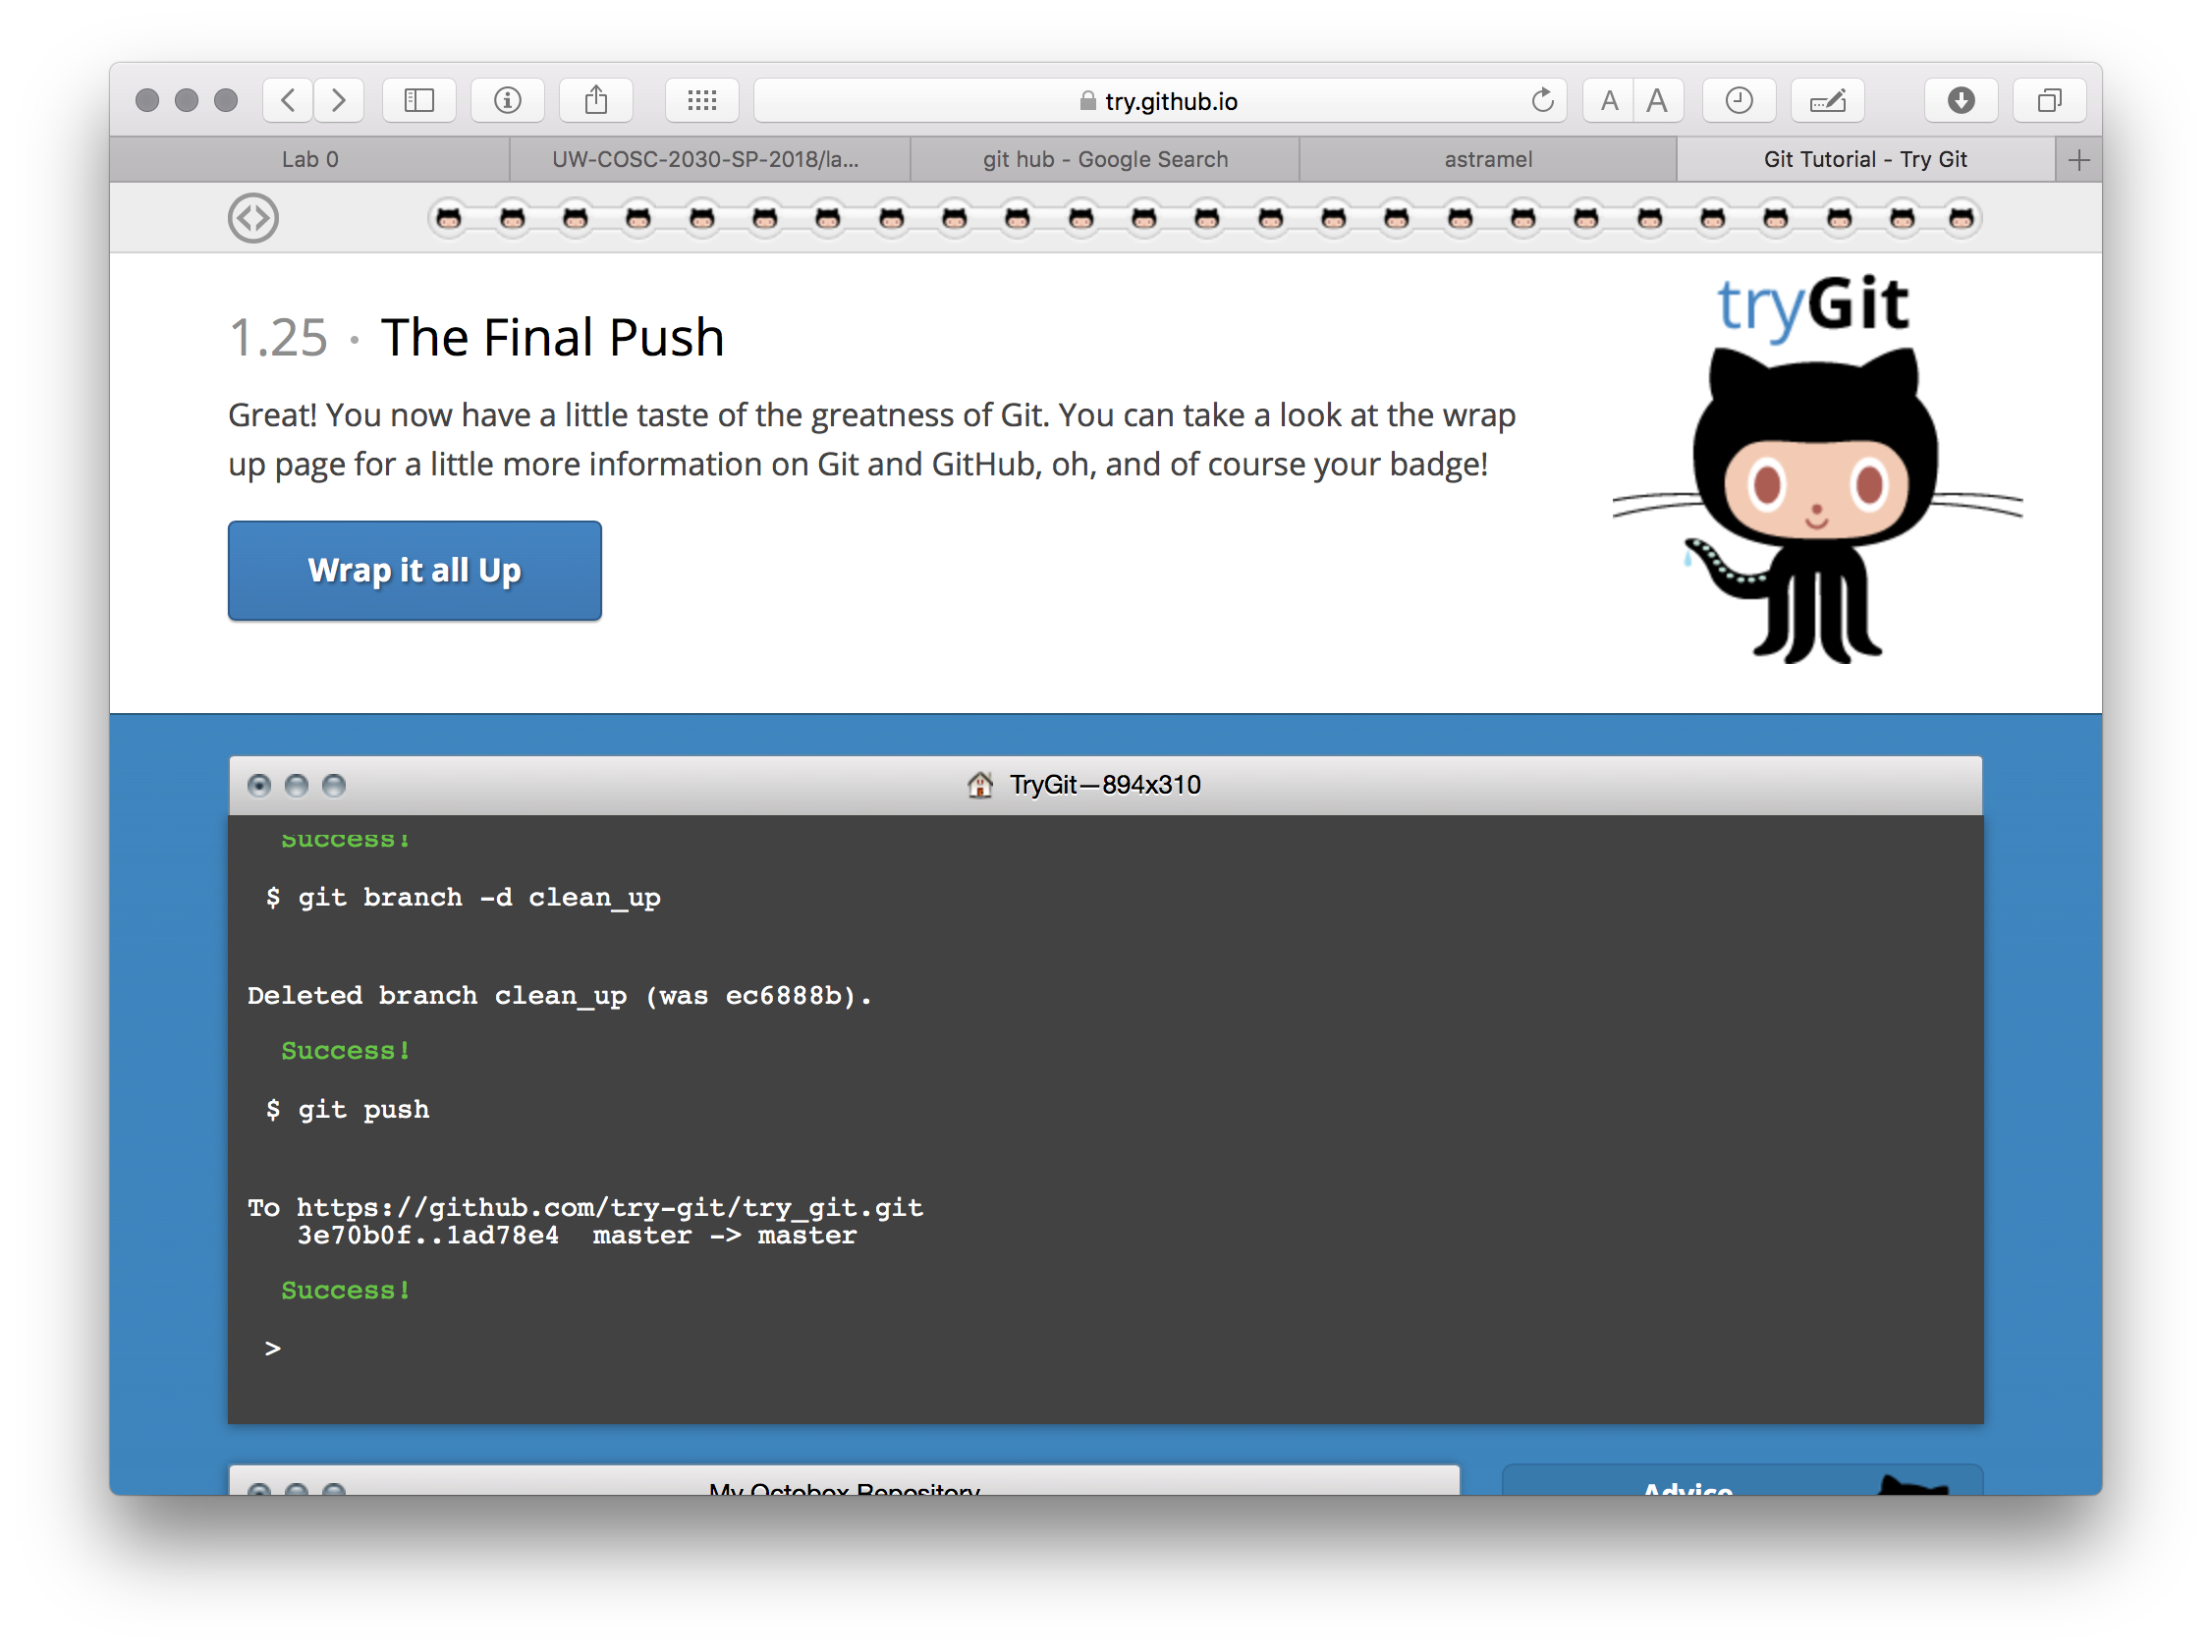 try.github.io
A A
Lab 0
UW-COSC-2030-SP-2018/la...
git hub - Google Search
astramel
Git Tutorial - Try Git
1.25 · The Final Push
tryGit
Great! You now have a little taste of the greatness of Git. You can take a look at the wrap
up page for a little more information on Git and GitHub, oh, and of course your badge!
Wrap it all Up
TryGit—894x310
Success!
$ git branch -d clean_up
Deleted branch clean_up (was ec6888b).
Success!
$ git push
To https://github.com/try-git/try_git.git
3e70b0f..1ad78e4  master -> master
Success!
>
My Octobox Repository
Advice